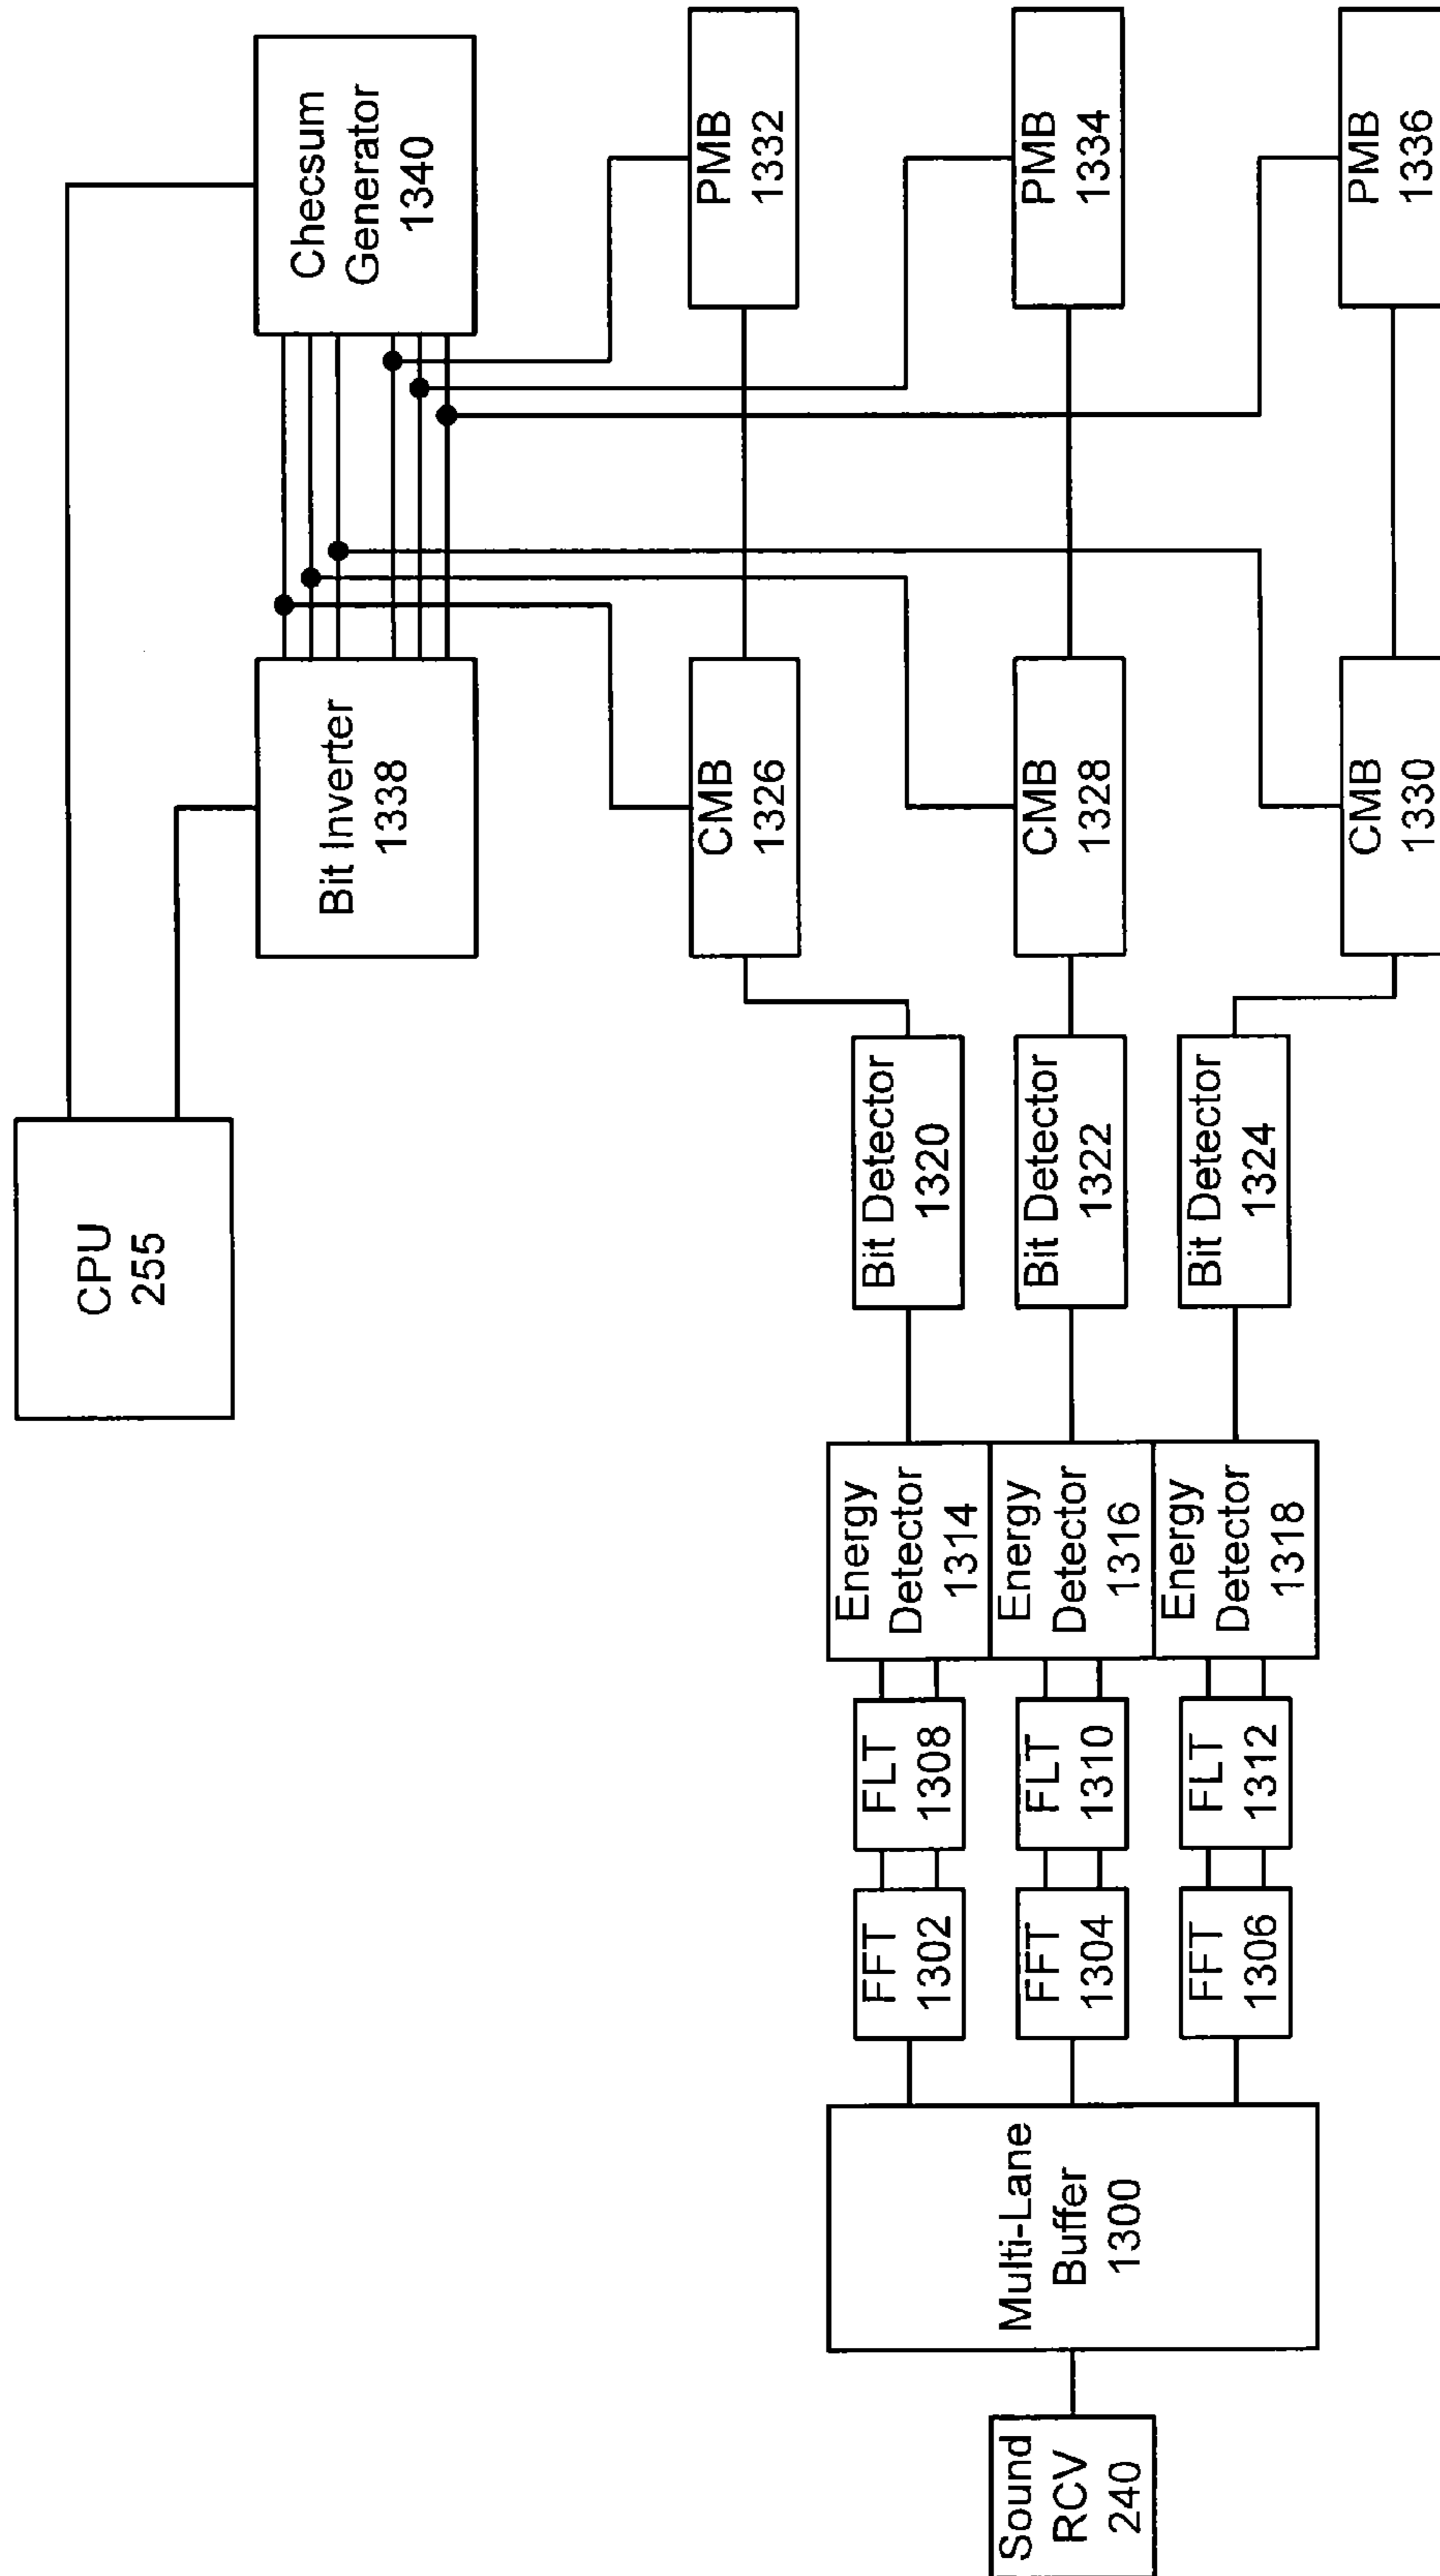 CPU
255
Checsum
Generator
1340
Bit Inverter
1338
PMB
1332
CMB
1326
PMB
1334
CMB
1328
PMB
1336
CMB
1330
Bit Detector
1320
Bit Detector
1322
Bit Detector
1324
Energy
Detector
1314
Energy
Detector
1316
Energy
Detector
1318
FLT
1308
FLT
1310
FLT
1312
FFT
1302
FFT
1304
FFT
1306
Multi-Lane
Buffer
1300
Sound
RCV
240